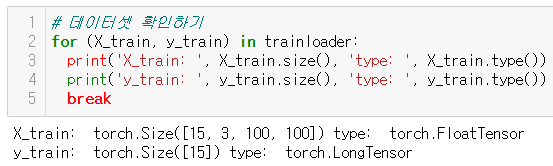 1 # 데이터셋 확인하기
2 for (X_train, y_train) in trainloader:
3   print('X_train: ', X_train.size(), 'type: ', X_train.type())
4   print('y_train: ', y_train.size(), 'type: ', y_train.type())
5   break
X_train:  torch.Size([15, 3, 100, 100]) type:  torch.FloatTensor
y_train:  torch.Size([15]) type:  torch.LongTensor